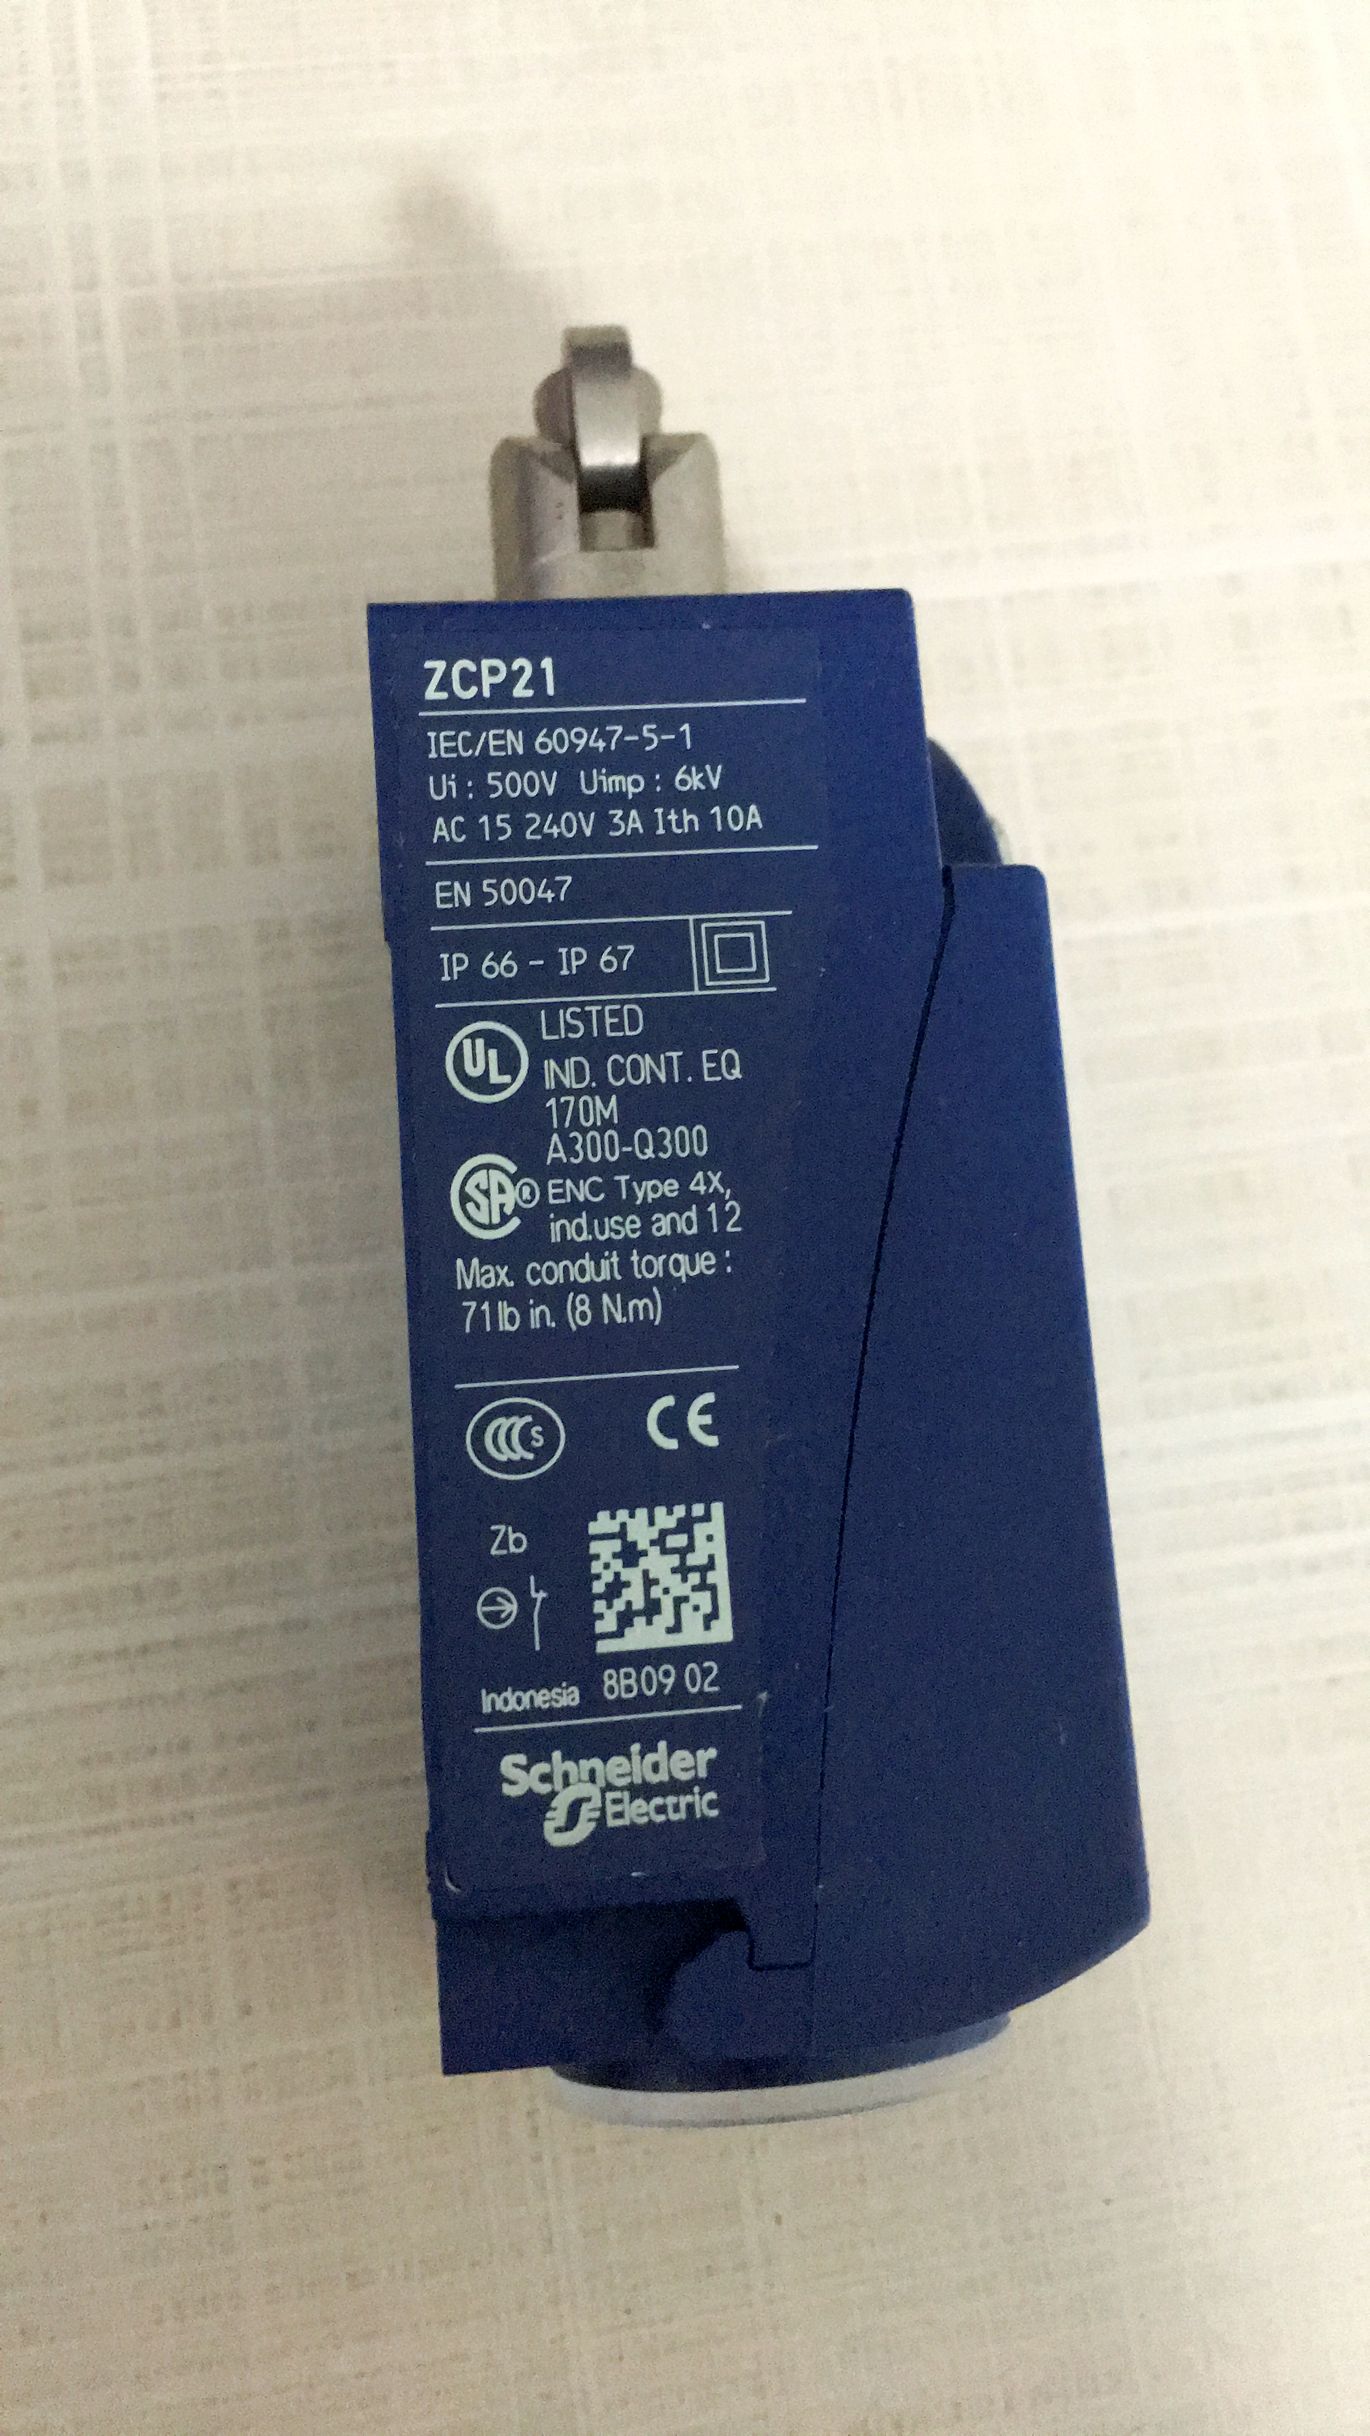 ZCP21
IEC/EN 60947-5-1
Ui : 500V Uimp : 6kV
AC 15 240V 3A Ith 10A
EN 50047
IP 66 - IP 67
UL LISTED
IND. CONT. EQ
170M
A300-Q300
SA® ENC Type 4X,
ind.use and 12
Max. conduit torque :
71lb in. (8 N.m)
CCC S CE
Zb
Indonesia 8B09 02
Schneider
Electric